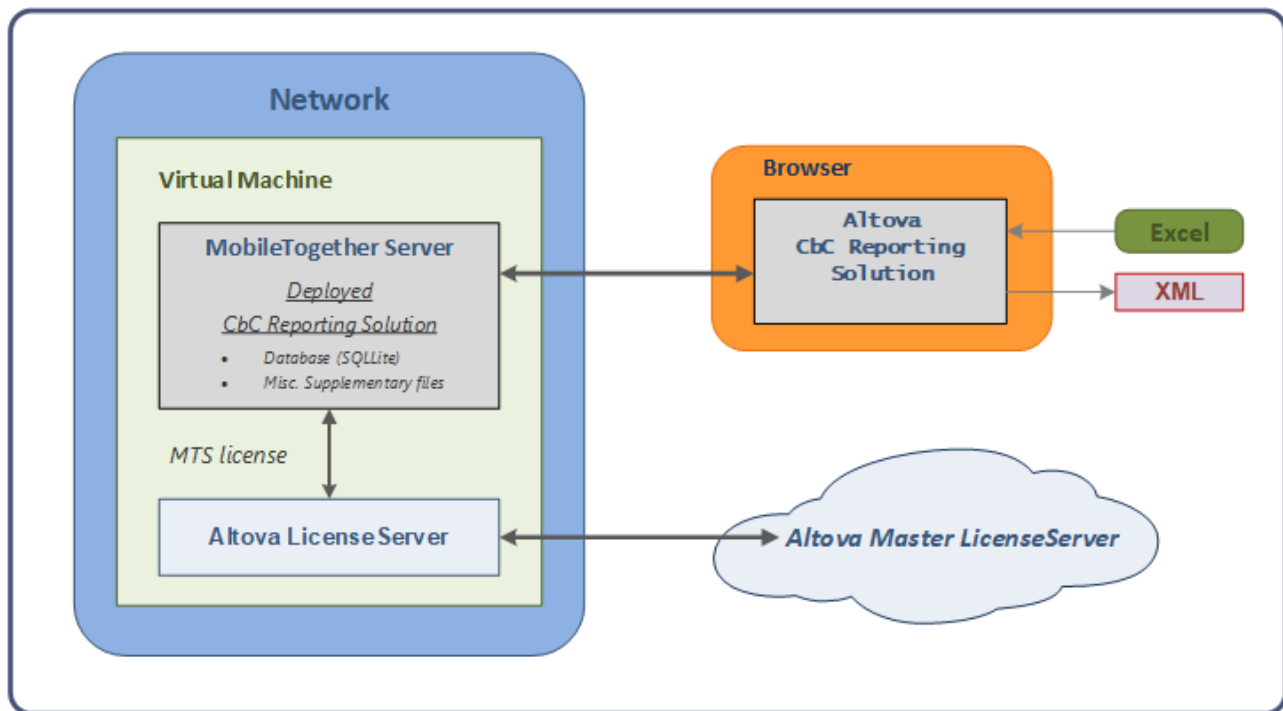 Network
Virtual Machine
MobileTogether Server
Deployed
CbC Reporting Solution
• Database (SQLLite)
• Misc. Supplementary files
MTS license
Altova LicenseServer
Browser
Altova
CbC Reporting
Solution
Excel
XML
Altova Master LicenseServer